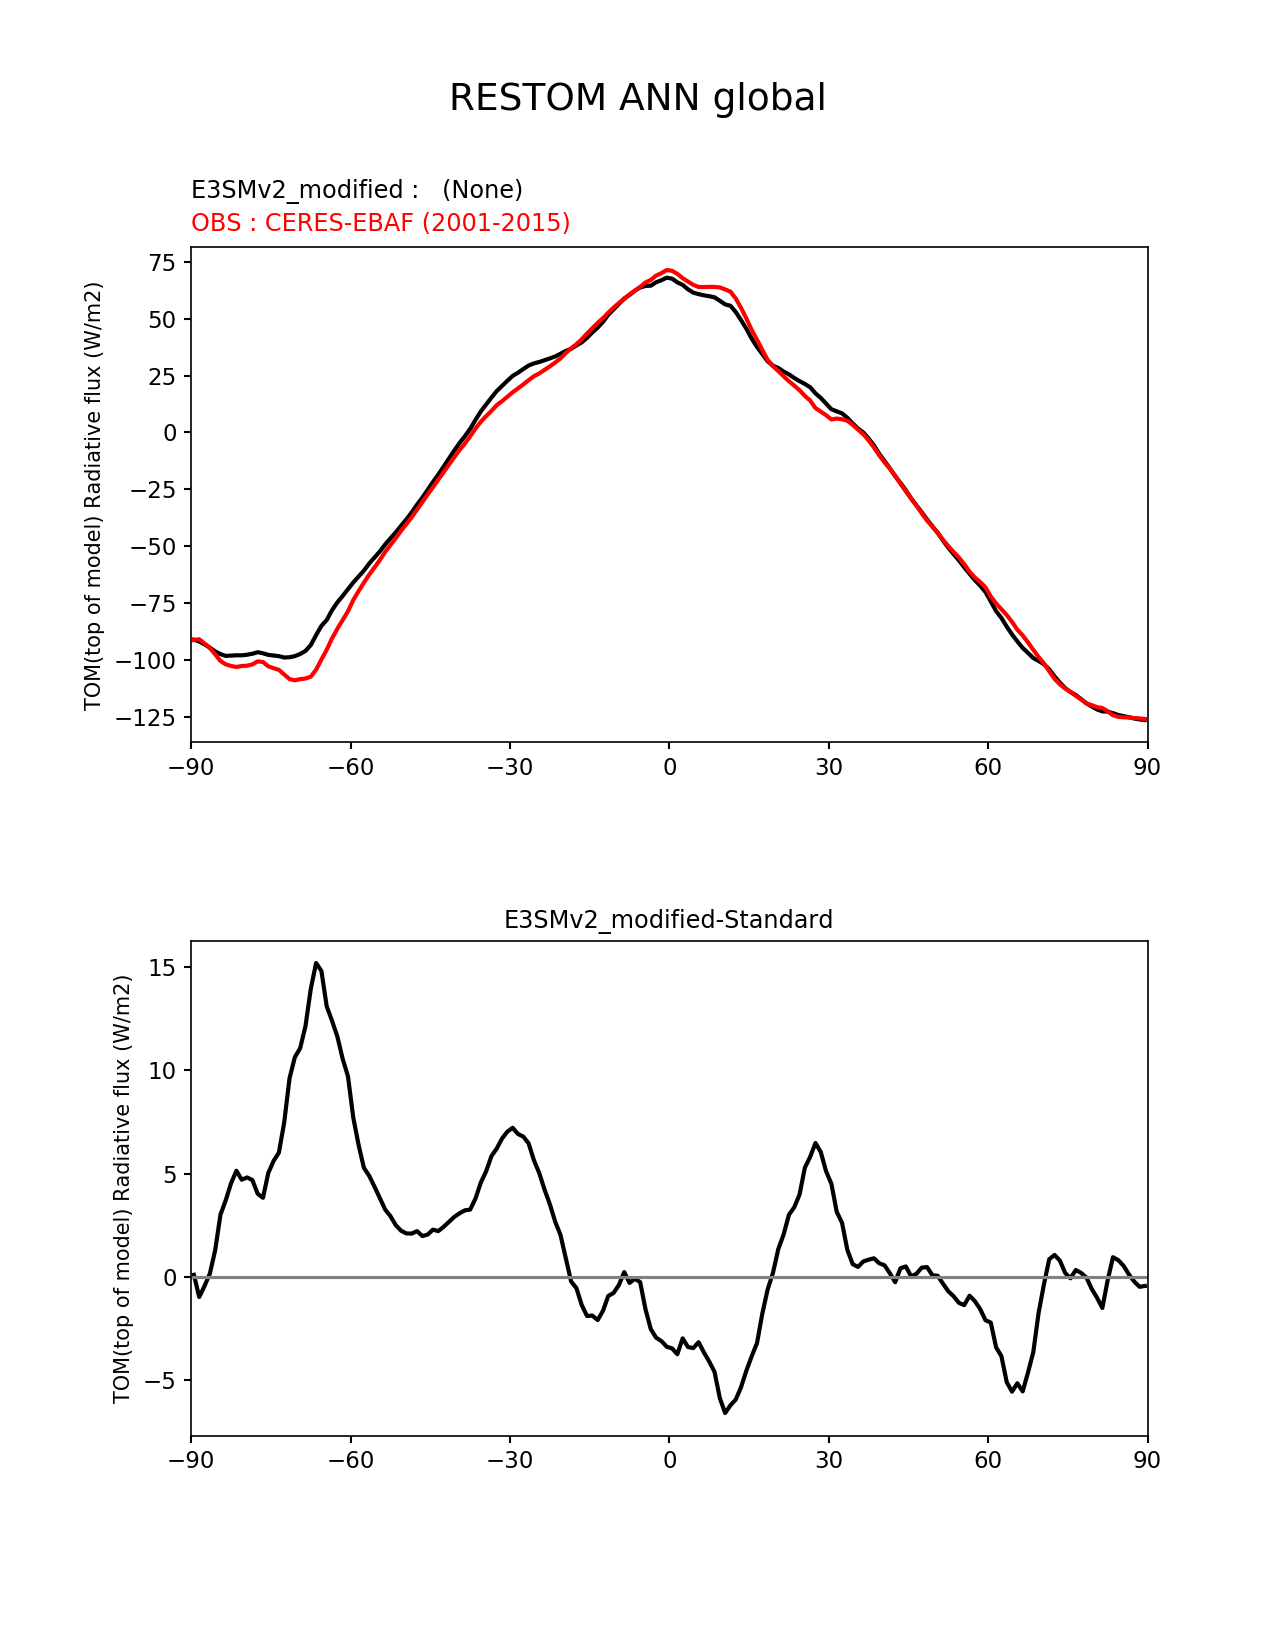 RESTOM ANN global
E3SMv2_modified :   (None)
OBS : CERES-EBAF (2001-2015)
TOM(top of model) Radiative flux (W/m2)
75
50
25
0
−25
−50
−75
−100
−125
−90 −60 −30 0 30 60 90
E3SMv2_modified-Standard
TOM(top of model) Radiative flux (W/m2)
15
10
5
0
−5
−90 −60 −30 0 30 60 90